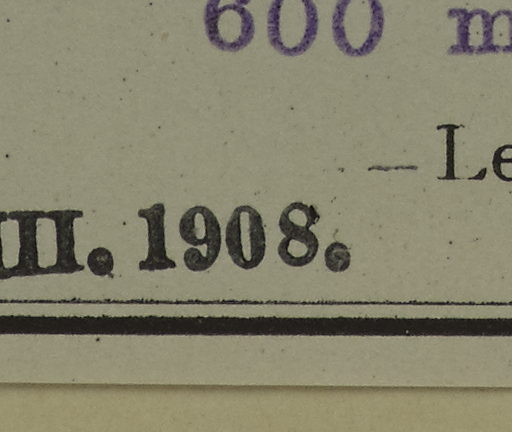 600 m
– Le
III. 1908.